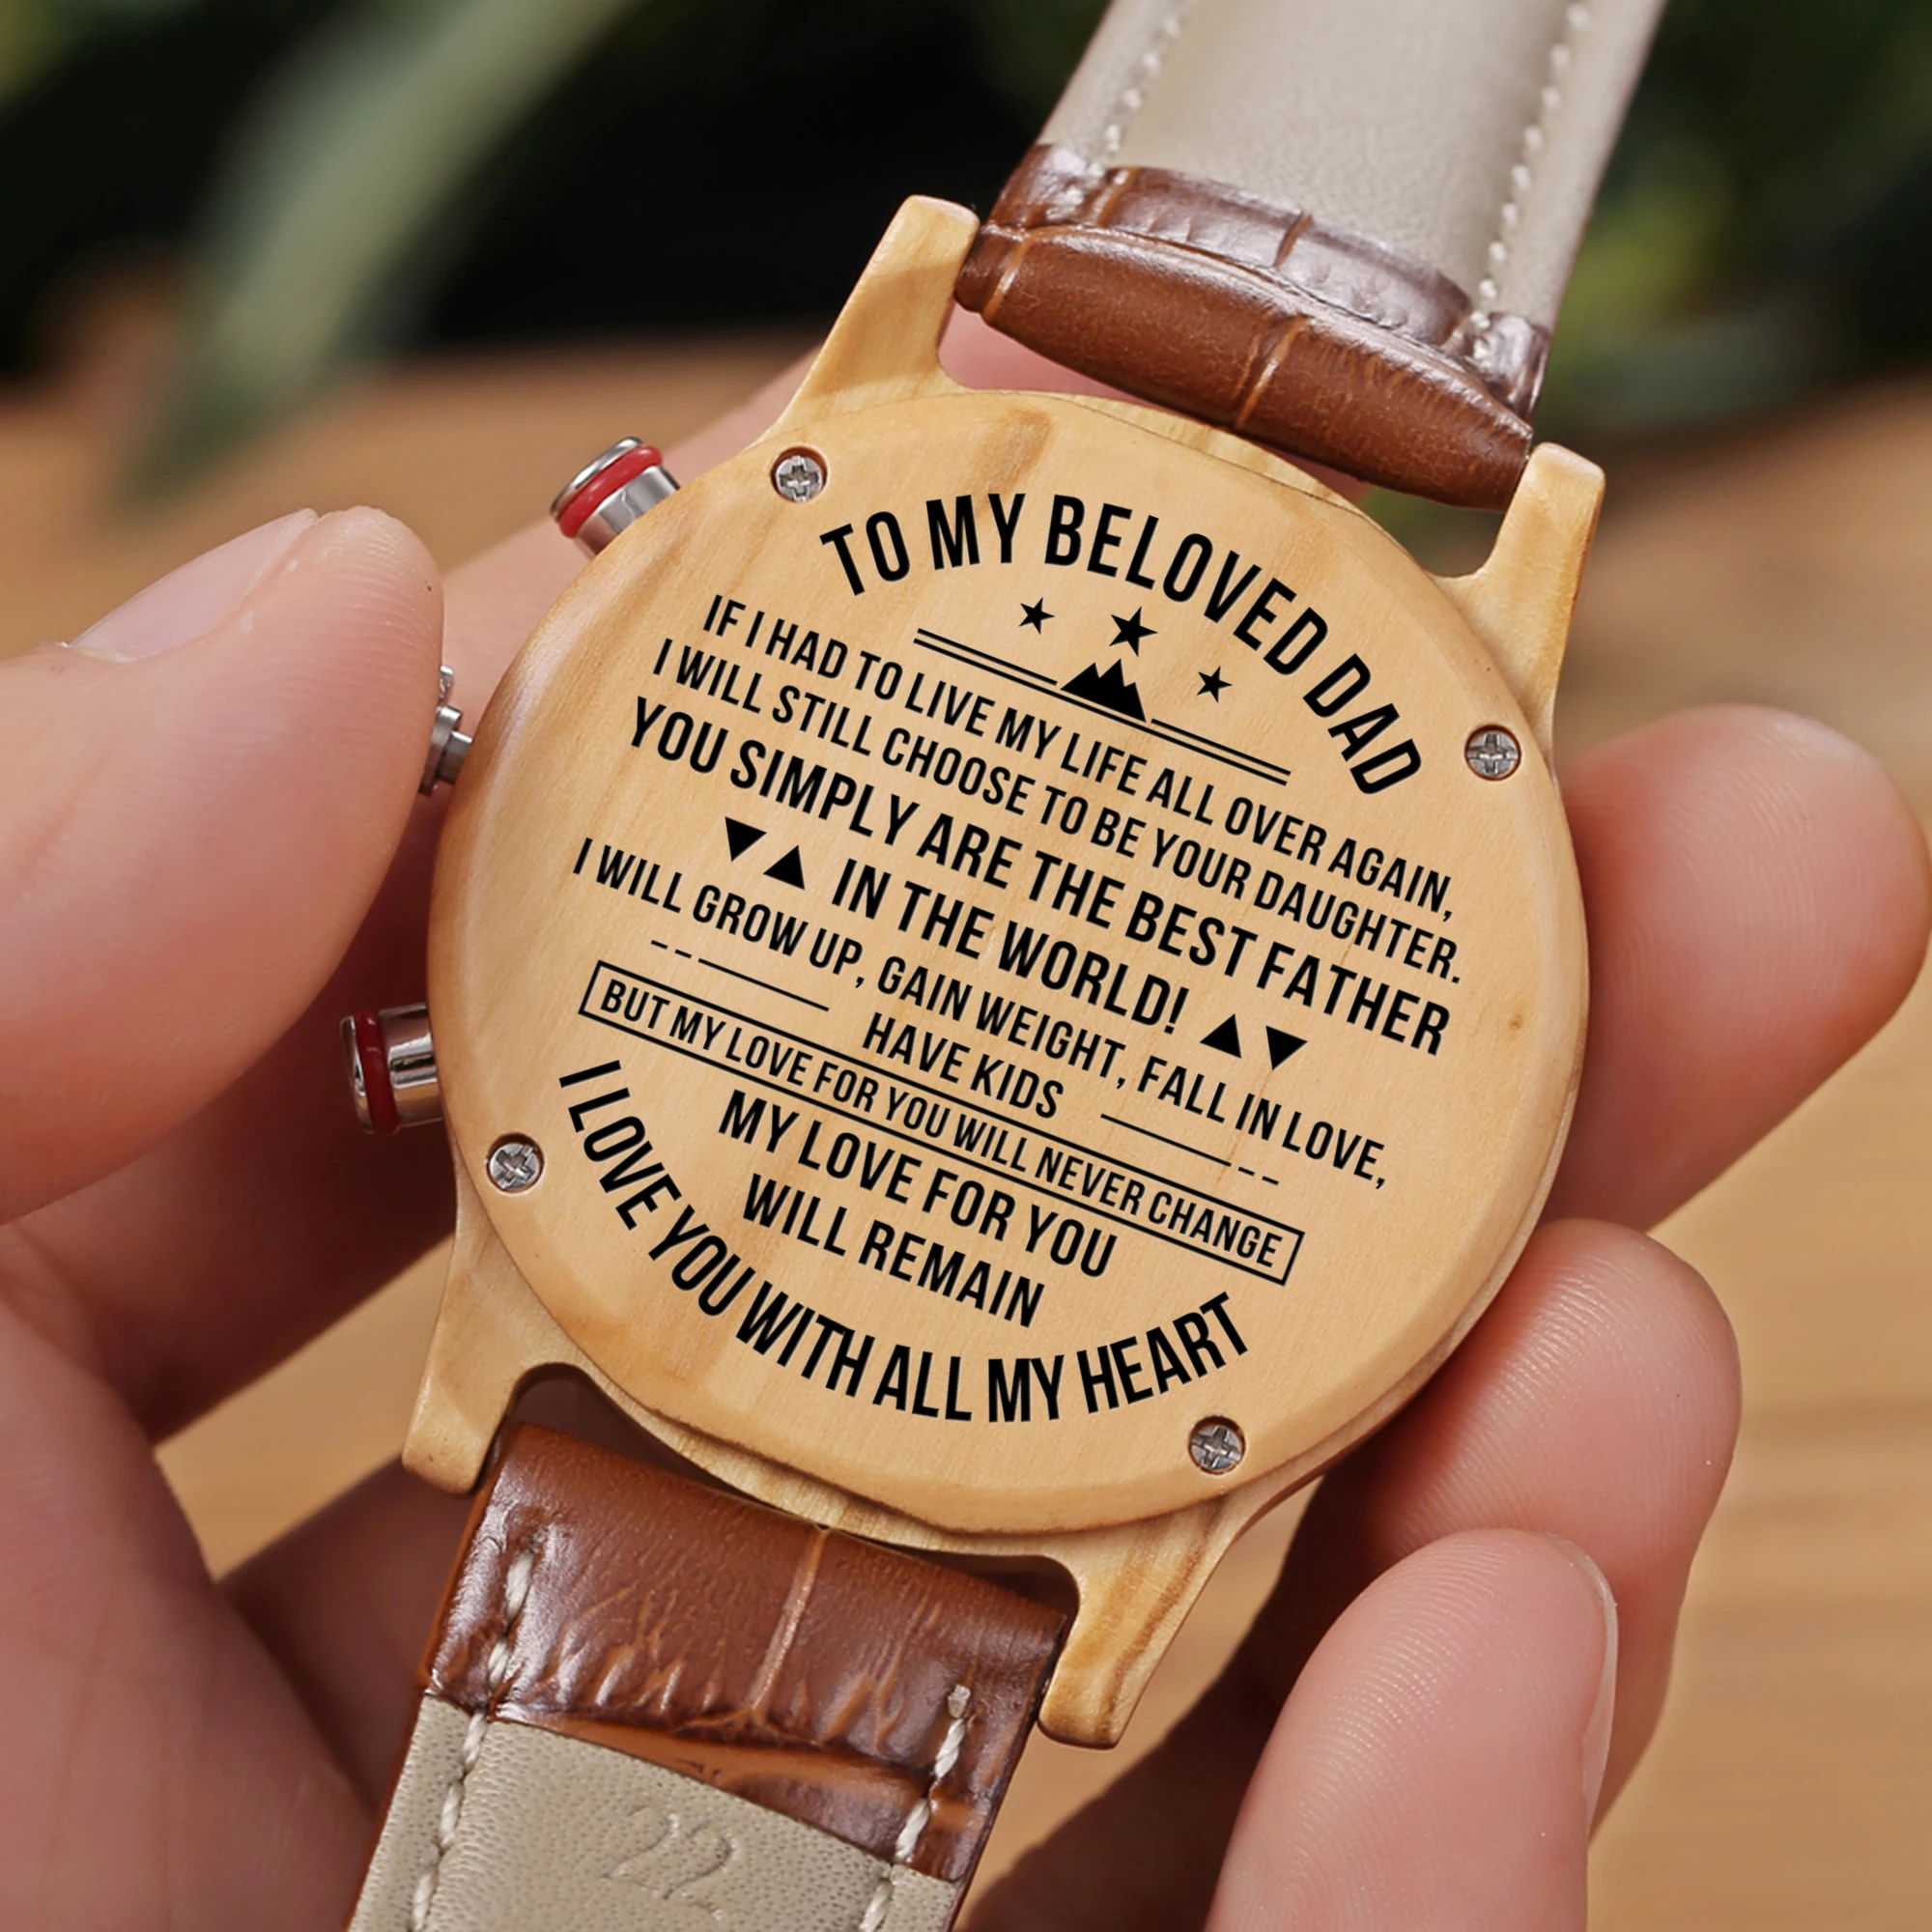 TO MY BELOVED DAD
IF I HAD TO LIVE MY LIFE ALL OVER AGAIN,
I WILL STILL CHOOSE TO BE YOUR DAUGHTER.
YOU SIMPLY ARE THE BEST FATHER
IN THE WORLD!
I WILL GROW UP, GAIN WEIGHT, FALL IN LOVE,
HAVE KIDS
BUT MY LOVE FOR YOU WILL NEVER CHANGE
MY LOVE FOR YOU
WILL REMAIN
I LOVE YOU WITH ALL MY HEART
22